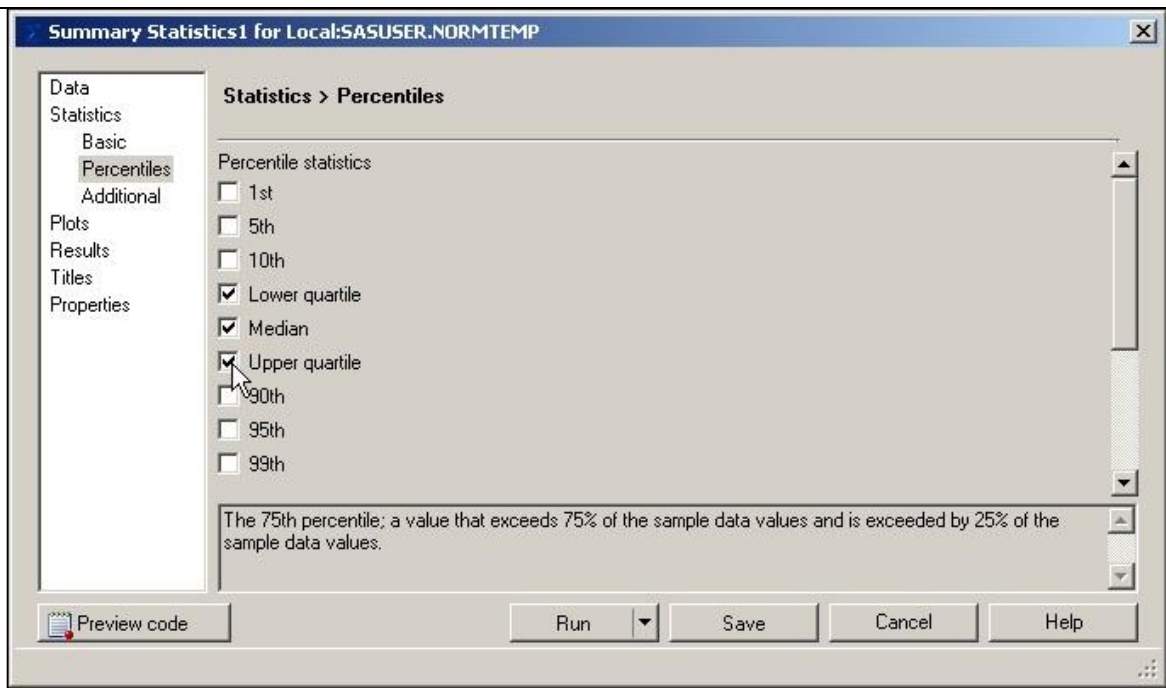 Summary Statistics1 for Local:SASUSER.NORMTEMP
Data
Statistics
Basic
Percentiles
Additional
Plots
Results
Titles
Properties
Statistics > Percentiles
Percentile statistics
1st
5th
10th
Lower quartile
Median
Upper quartile
90th
95th
99th
The 75th percentile; a value that exceeds 75% of the sample data values and is exceeded by 25% of the
sample data values.
Preview code
Run
Save
Cancel
Help